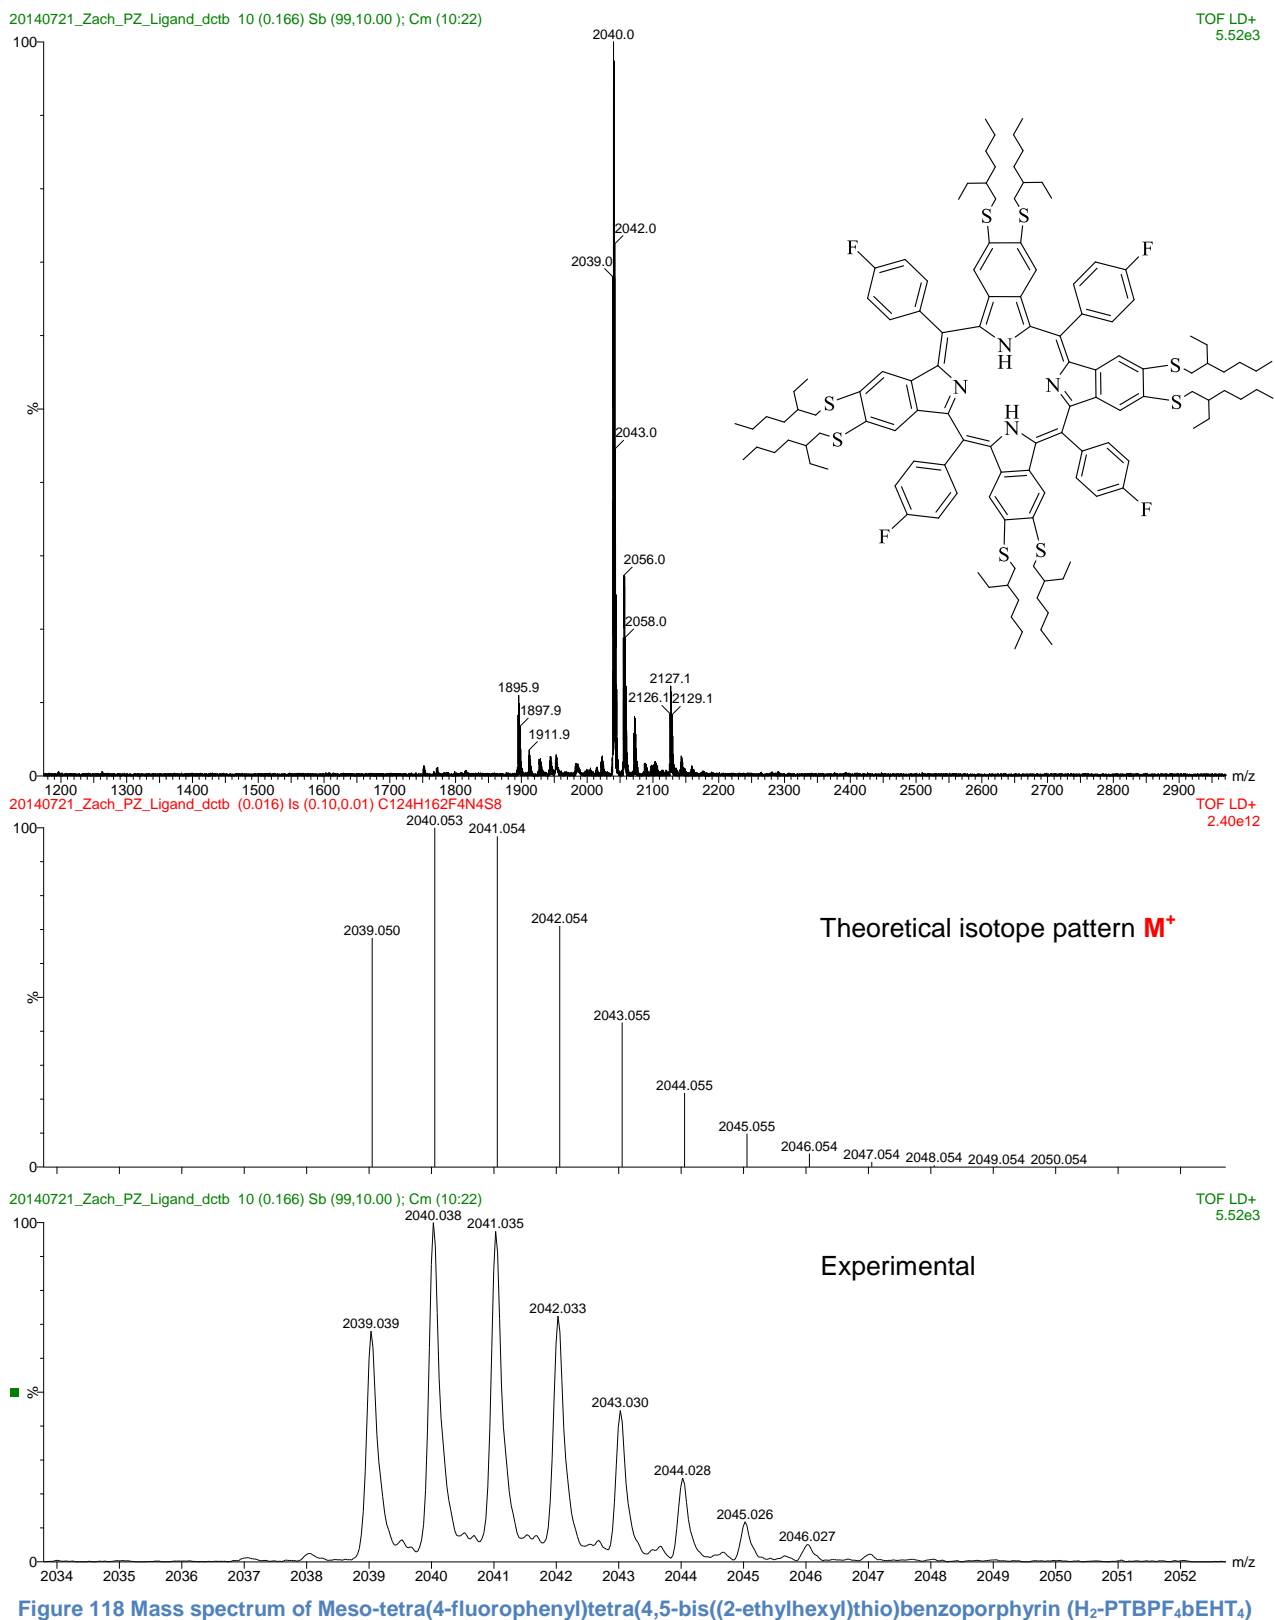 20140721_Zach_PZ_Ligand_dctb 10 (0.166) Sb (99,10.00 ); Cm (10:22)
TOF LD+
5.52e3
100
%
0
2040.0
2042.0
2039.0
2043.0
2056.0
2058.0
1895.9
1897.9
1911.9
2127.1
2126.1
2129.1
S
S
F
F
N
H
S
S
N
N
S
S
H
N
F
F
S
S
1200 1300 1400 1500 1600 1700 1800 1900 2000 2100 2200 2300 2400 2500 2600 2700 2800 2900
m/z
20140721_Zach_PZ_Ligand_dctb (0.016) Is (0.10,0.01) C124H162F4N4S8
TOF LD+
2.40e12
100
%
0
2039.050
2040.053
2041.054
2042.054
2043.055
2044.055
2045.055
2046.054
2047.054
2048.054
2049.054
2050.054
Theoretical isotope pattern M+
20140721_Zach_PZ_Ligand_dctb 10 (0.166) Sb (99,10.00 ); Cm (10:22)
TOF LD+
5.52e3
100
%
0
2039.039
2040.038
2041.035
2042.033
2043.030
2044.028
2045.026
2046.027
Experimental
2034 2035 2036 2037 2038 2039 2040 2041 2042 2043 2044 2045 2046 2047 2048 2049 2050 2051 2052
m/z
Figure 118 Mass spectrum of Meso-tetra(4-fluorophenyl)tetra(4,5-bis((2-ethylhexyl)thio)benzoporphyrin (H2-PTBPF4bEHT4)